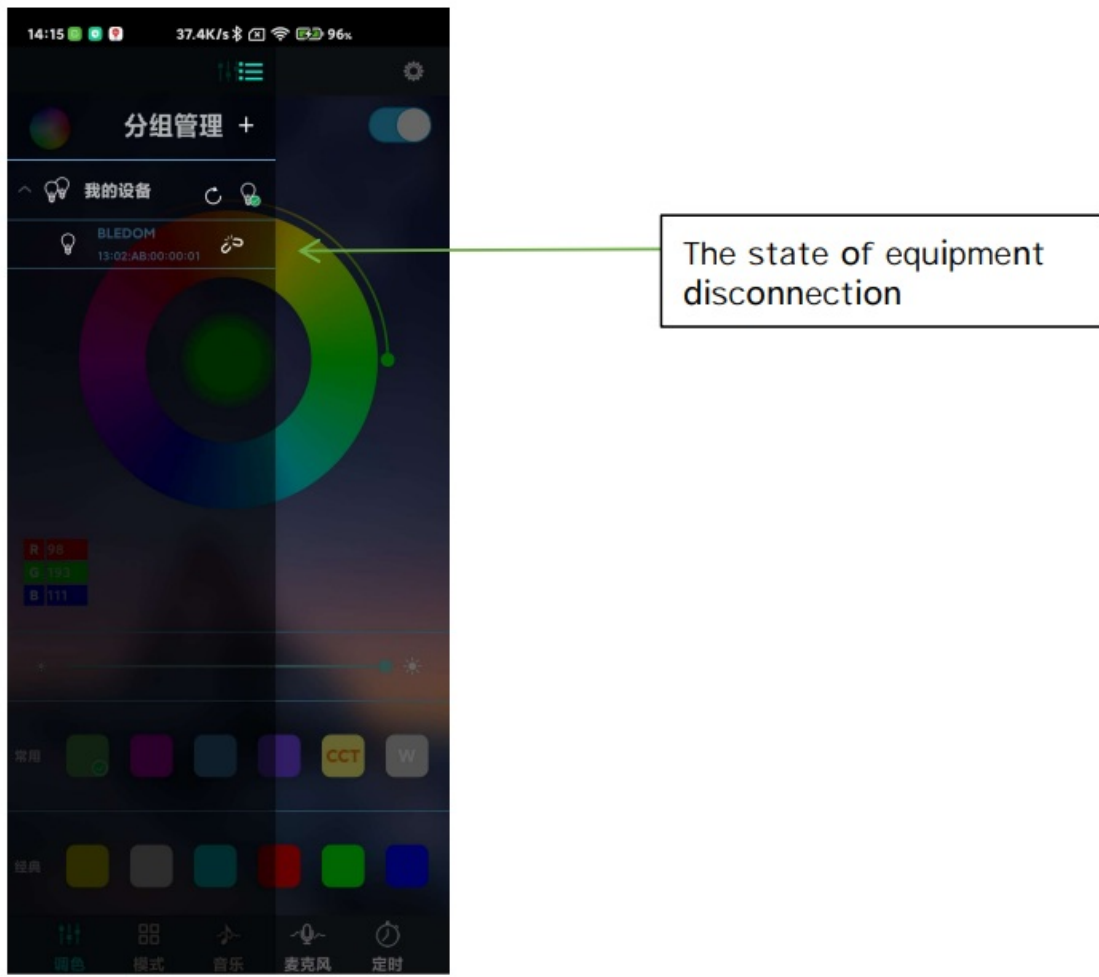 14:15 37.4K/s 96%
分组管理 +
我的设备
BLEDOM
13:02:AB:00:00:01
The state of equipment
disconnection
R 98
G 193
B 111
常用 CCT W
经典
调色 模式 音乐 麦克风 定时